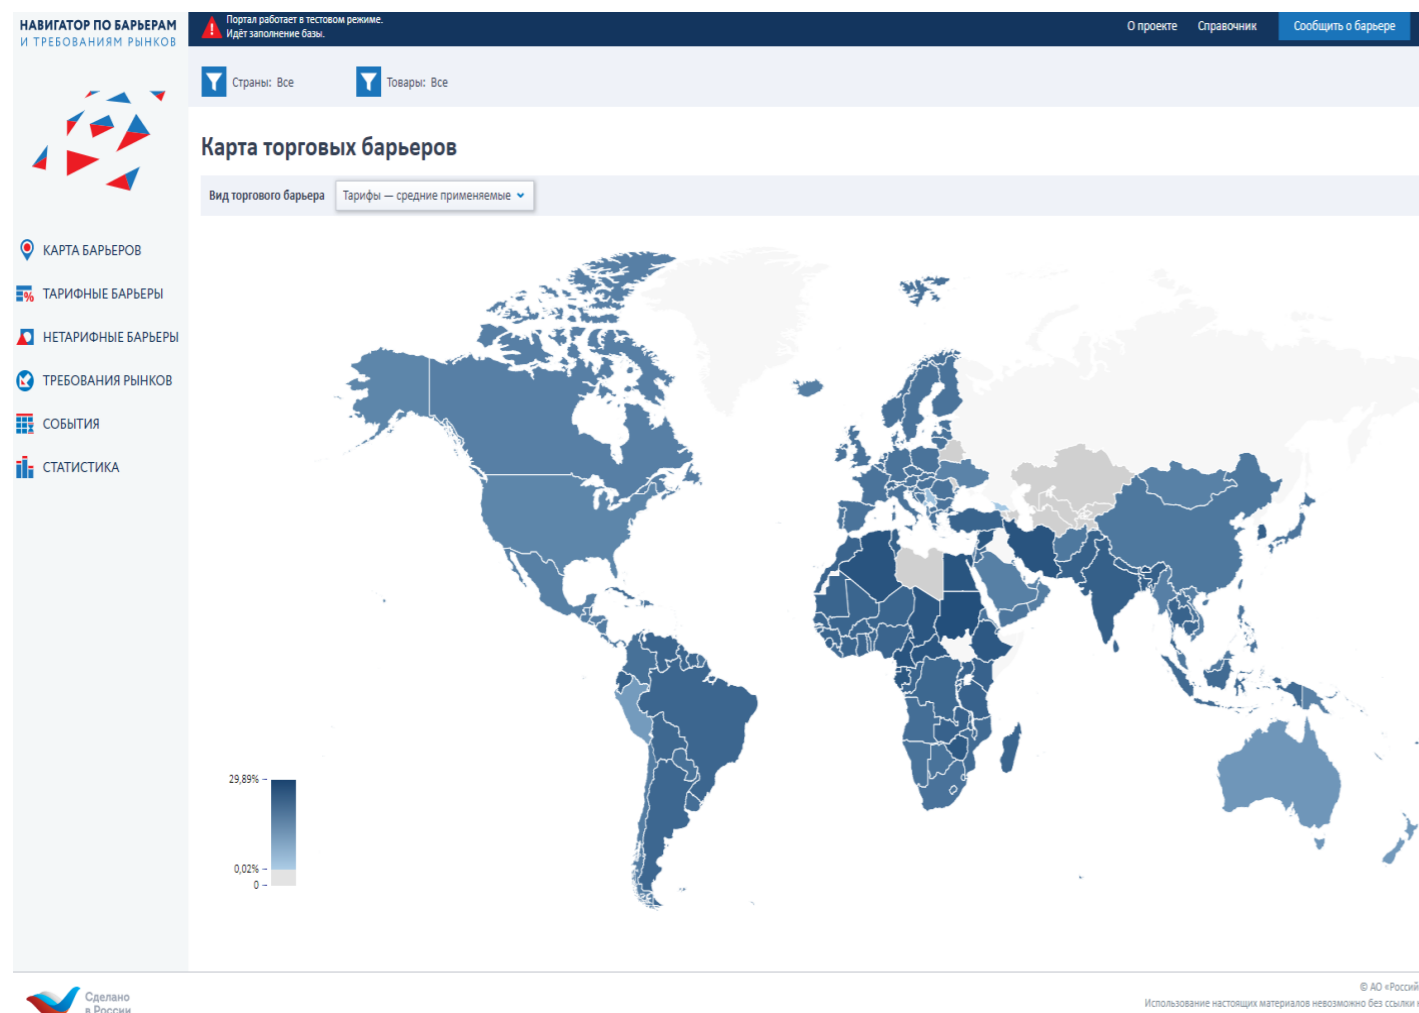 НАВИГАТОР ПО БАРЬЕРАМ
И ТРЕБОВАНИЯМ РЫНКОВ
Портал работает в тестовом режиме.
Идёт заполнение базы.
О проекте
Справочник
Сообщить о барьере
Страны: Все
Товары: Все
Карта торговых барьеров
Вид торгового барьера
Тарифы — средние применяемые
КАРТА БАРЬЕРОВ
% ТАРИФНЫЕ БАРЬЕРЫ
НЕТАРИФНЫЕ БАРЬЕРЫ
ТРЕБОВАНИЯ РЫНКОВ
СОБЫТИЯ
СТАТИСТИКА
29,89%
0,02%
0
Сделано
в России
© АО «Россий
Использование настоящих материалов невозможно без ссылки